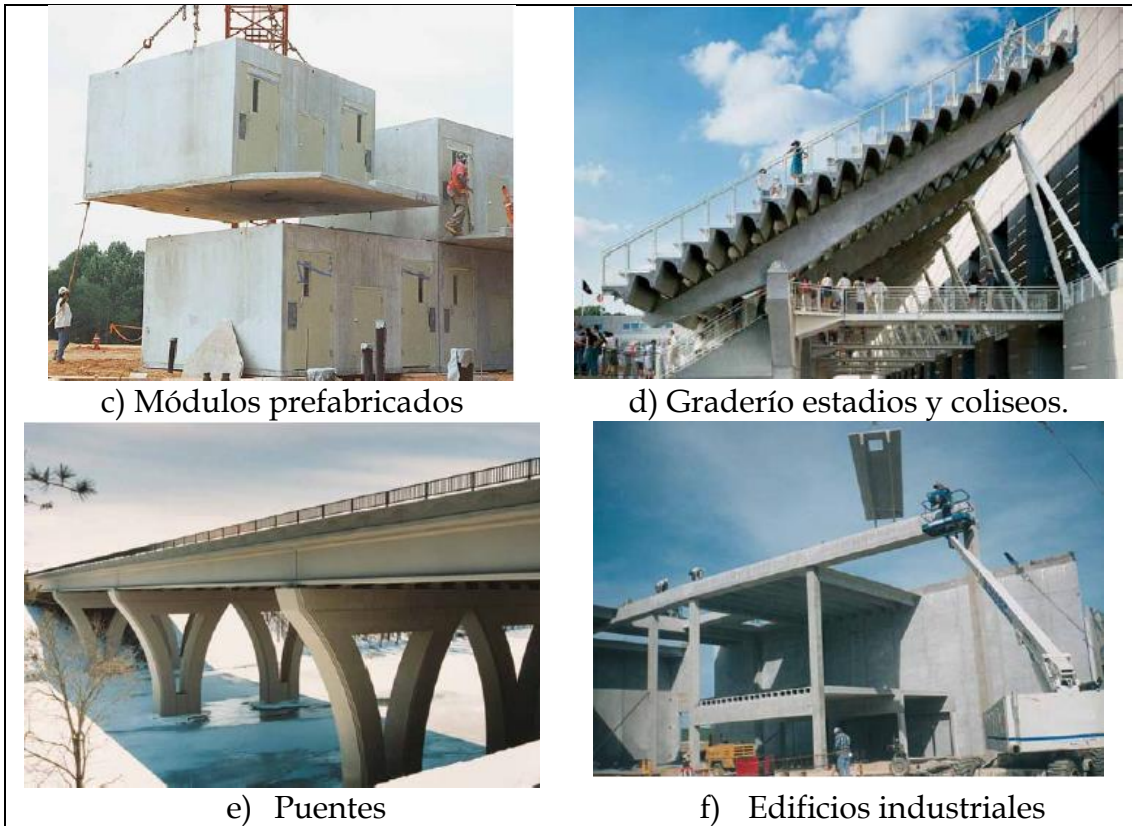 c) Módulos prefabricados
d) Graderío estadios y coliseos.
e) Puentes
f) Edificios industriales